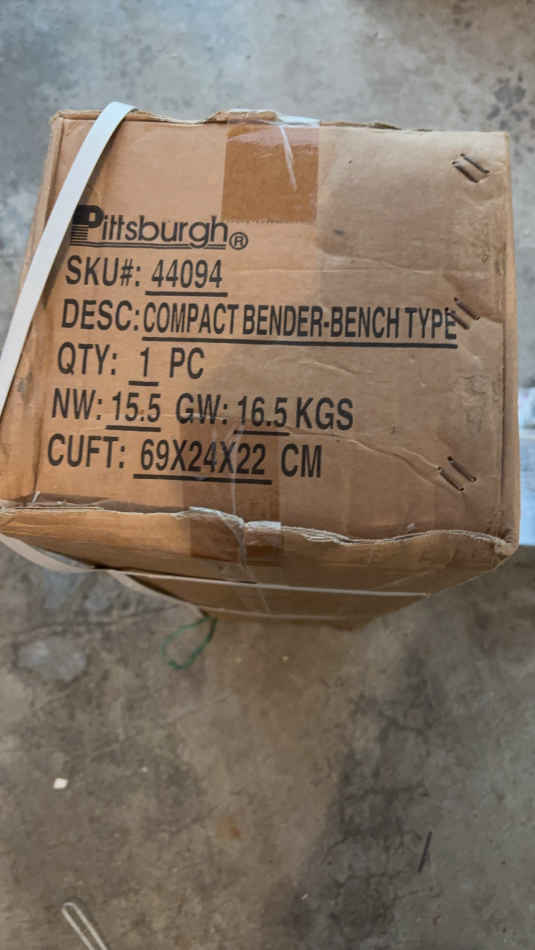 Pittsburgh®
SKU#: 44094
DESC: COMPACT BENDER-BENCH TYPE
QTY: 1 PC
NW: 15.5 GW: 16.5 KGS
CUFT: 69X24X22 CM